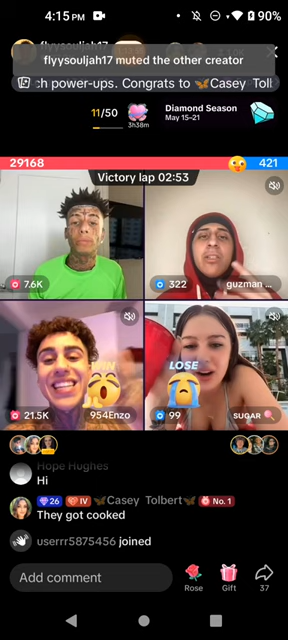 4:15 PM
90%
flyysouljah17
flyysouljah17 muted the other creator
ch power-ups. Congrats to 🦋Casey Toll
11/50
3h38m
Diamond Season
May 15–21
29168
421
Victory lap 02:53
7.6K
322
guzman ...
WIN
LOSE
21.5K
954Enzo
99
SUGAR🍭
Hope Hughes
Hi
26 IV 🦋Casey Tolbert🦋 No. 1
They got cooked
userrr5875456 joined
Add comment
Rose
Gift
37